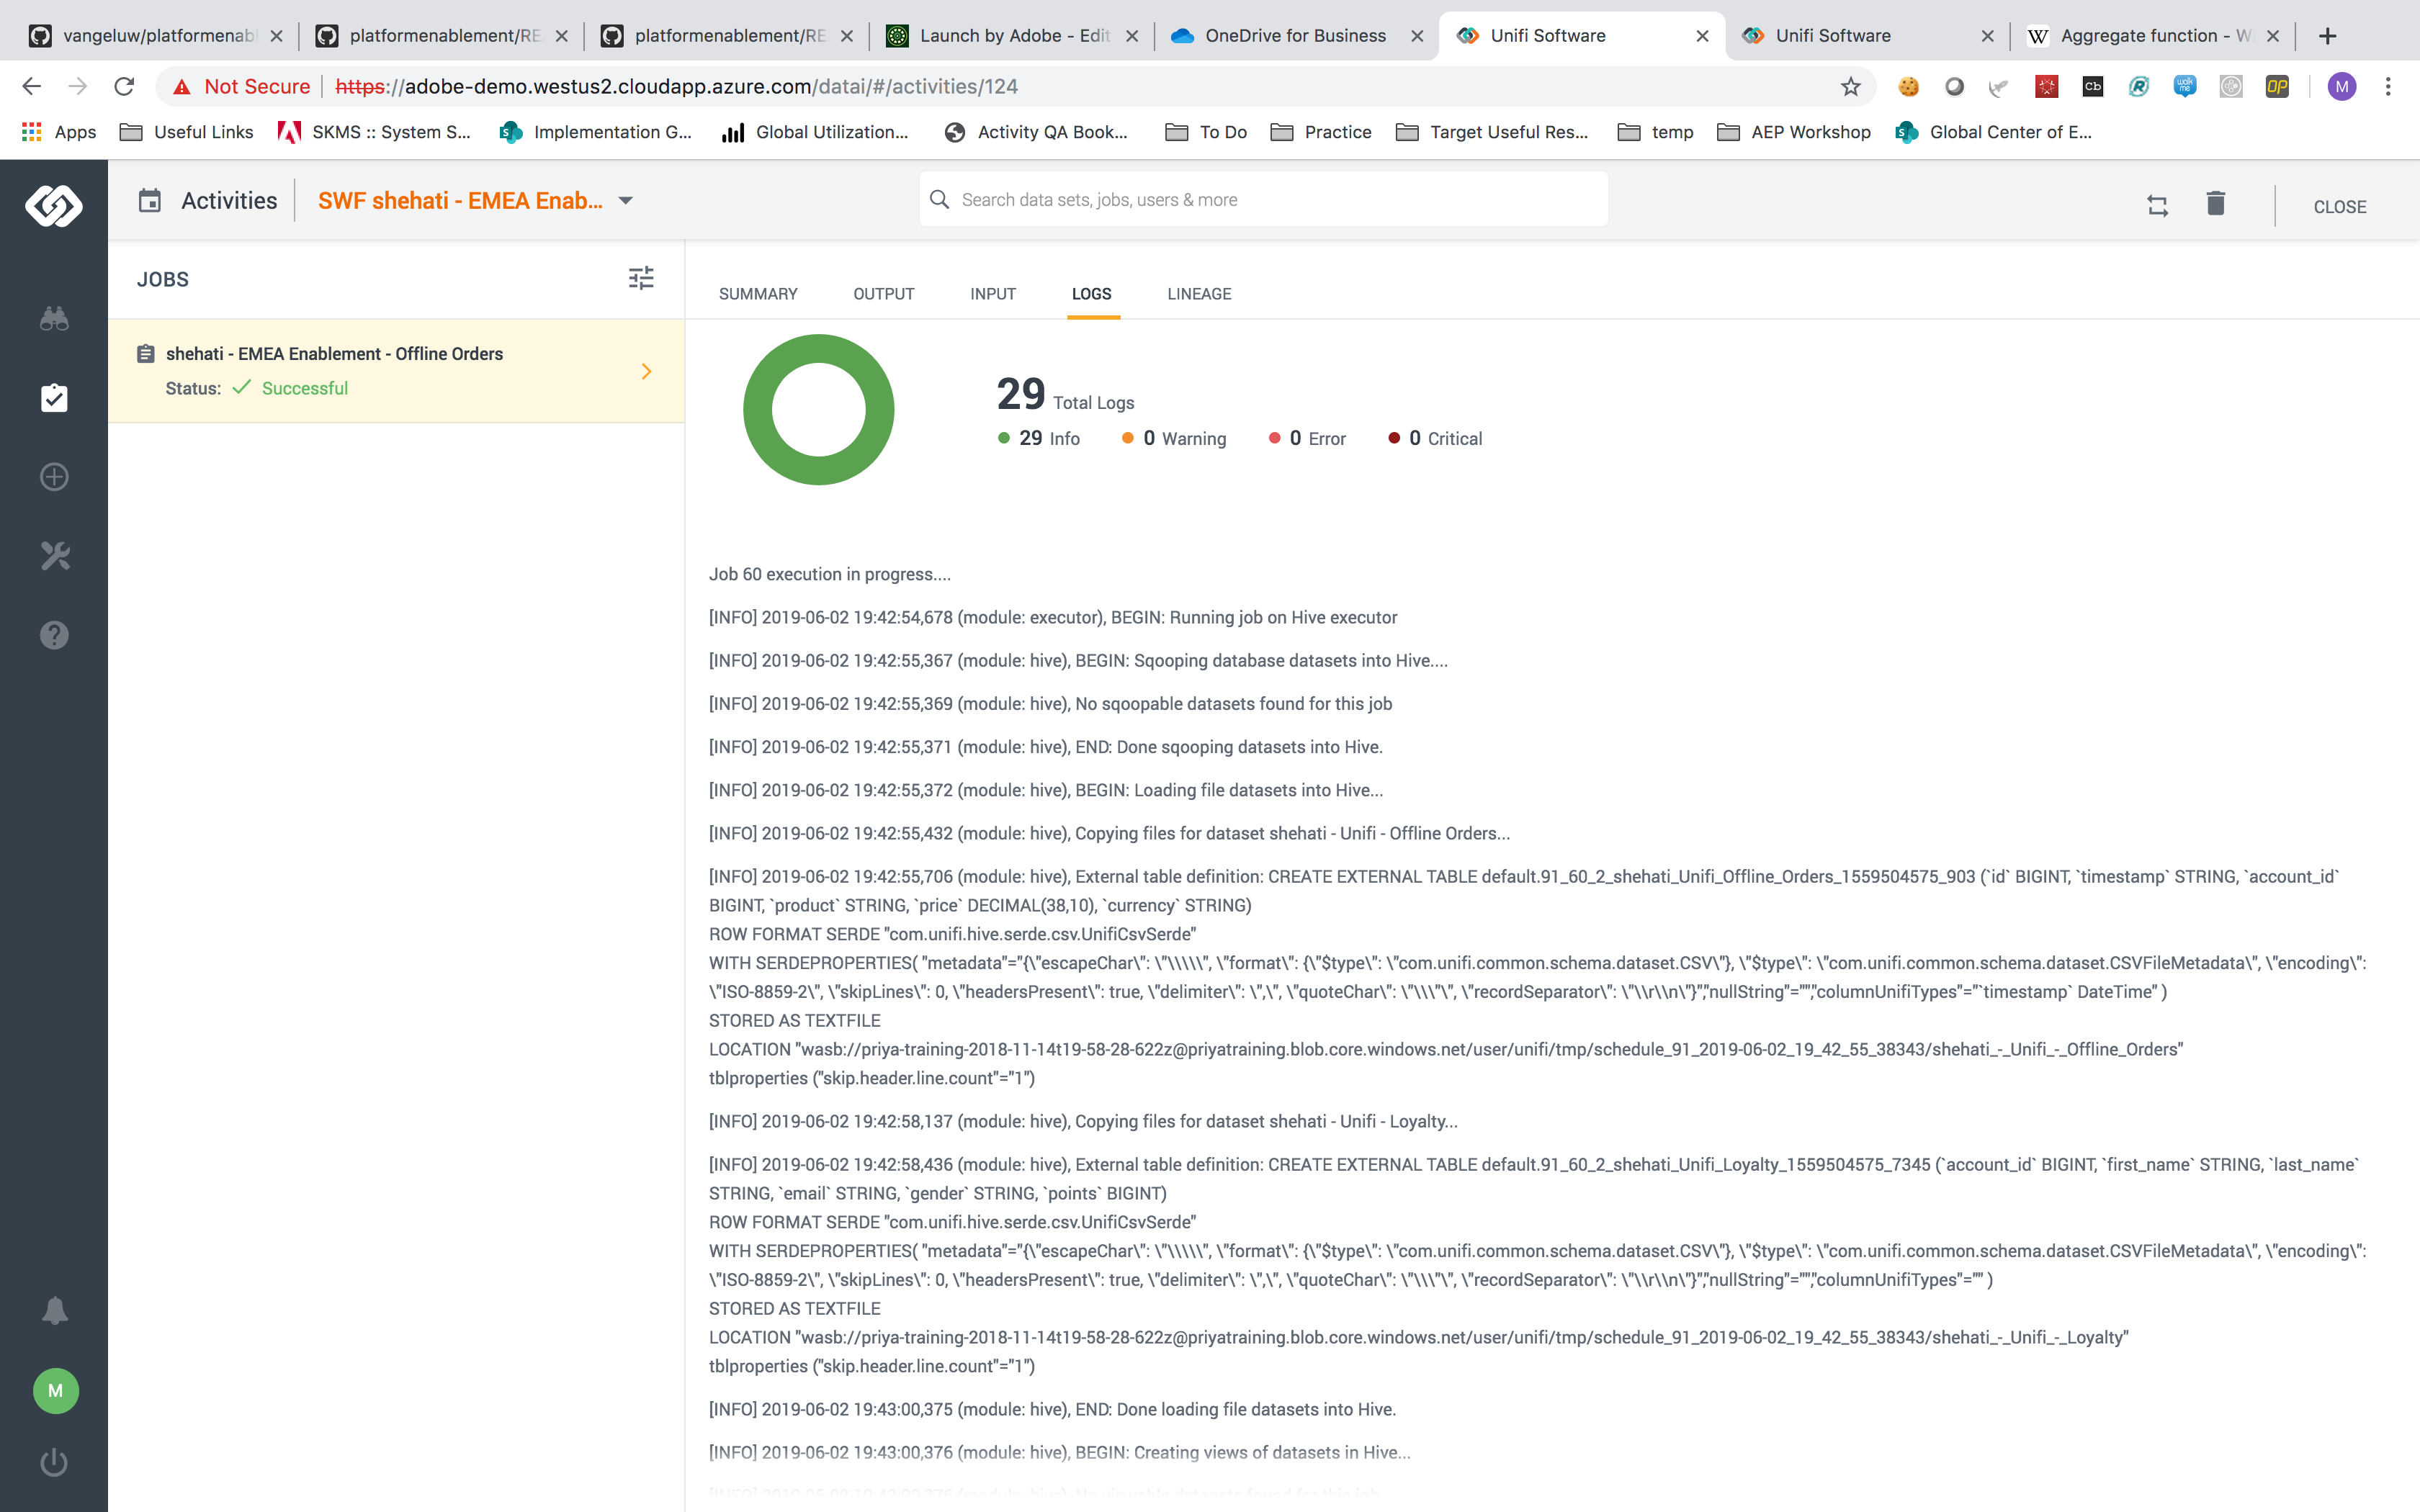 vangeluw/platformenabl
platformenablement/RE
platformenablement/RE
Launch by Adobe - Edit
OneDrive for Business
Unifi Software
Unifi Software
W Aggregate function - W
Not Secure https://adobe-demo.westus2.cloudapp.azure.com/datai/#/activities/124
Cb
walk me
OP
M
Apps
Useful Links
SKMS :: System S...
Implementation G...
Global Utilization...
Activity QA Book...
To Do
Practice
Target Useful Res...
temp
AEP Workshop
Global Center of E...
Activities
SWF shehati - EMEA Enab...
Search data sets, jobs, users & more
CLOSE
JOBS
shehati - EMEA Enablement - Offline Orders
Status: Successful
SUMMARY
OUTPUT
INPUT
LOGS
LINEAGE
29 Total Logs
29 Info
0 Warning
0 Error
0 Critical
Job 60 execution in progress....
[INFO] 2019-06-02 19:42:54,678 (module: executor), BEGIN: Running job on Hive executor
[INFO] 2019-06-02 19:42:55,367 (module: hive), BEGIN: Sqooping database datasets into Hive....
[INFO] 2019-06-02 19:42:55,369 (module: hive), No sqoopable datasets found for this job
[INFO] 2019-06-02 19:42:55,371 (module: hive), END: Done sqooping datasets into Hive.
[INFO] 2019-06-02 19:42:55,372 (module: hive), BEGIN: Loading file datasets into Hive...
[INFO] 2019-06-02 19:42:55,432 (module: hive), Copying files for dataset shehati - Unifi - Offline Orders...
[INFO] 2019-06-02 19:42:55,706 (module: hive), External table definition: CREATE EXTERNAL TABLE default.91_60_2_shehati_Unifi_Offline_Orders_1559504575_903 (`id` BIGINT, `timestamp` STRING, `account_id`
BIGINT, `product` STRING, `price` DECIMAL(38,10), `currency` STRING)
ROW FORMAT SERDE "com.unifi.hive.serde.csv.UnifiCsvSerde"
WITH SERDEPROPERTIES( "metadata"="{\"escapeChar\": \"\\\\\", \"format\": {\"$type\": \"com.unifi.common.schema.dataset.CSV\"}, \"$type\": \"com.unifi.common.schema.dataset.CSVFileMetadata\", \"encoding\":
\"ISO-8859-2\", \"skipLines\": 0, \"headersPresent\": true, \"delimiter\": \",\", \"quoteChar\": \"\\\"\", \"recordSeparator\": \"\\r\\n\"}","nullString"="","columnUnifiTypes"="`timestamp` DateTime" )
STORED AS TEXTFILE
LOCATION "wasb://priya-training-2018-11-14t19-58-28-622z@priyatraining.blob.core.windows.net/user/unifi/tmp/schedule_91_2019-06-02_19_42_55_38343/shehati_-_Unifi_-_Offline_Orders"
tblproperties ("skip.header.line.count"="1")
[INFO] 2019-06-02 19:42:58,137 (module: hive), Copying files for dataset shehati - Unifi - Loyalty...
[INFO] 2019-06-02 19:42:58,436 (module: hive), External table definition: CREATE EXTERNAL TABLE default.91_60_2_shehati_Unifi_Loyalty_1559504575_7345 (`account_id` BIGINT, `first_name` STRING, `last_name`
STRING, `email` STRING, `gender` STRING, `points` BIGINT)
ROW FORMAT SERDE "com.unifi.hive.serde.csv.UnifiCsvSerde"
WITH SERDEPROPERTIES( "metadata"="{\"escapeChar\": \"\\\\\", \"format\": {\"$type\": \"com.unifi.common.schema.dataset.CSV\"}, \"$type\": \"com.unifi.common.schema.dataset.CSVFileMetadata\", \"encoding\":
\"ISO-8859-2\", \"skipLines\": 0, \"headersPresent\": true, \"delimiter\": \",\", \"quoteChar\": \"\\\"\", \"recordSeparator\": \"\\r\\n\"}","nullString"="","columnUnifiTypes"="" )
STORED AS TEXTFILE
LOCATION "wasb://priya-training-2018-11-14t19-58-28-622z@priyatraining.blob.core.windows.net/user/unifi/tmp/schedule_91_2019-06-02_19_42_55_38343/shehati_-_Unifi_-_Loyalty"
tblproperties ("skip.header.line.count"="1")
[INFO] 2019-06-02 19:43:00,375 (module: hive), END: Done loading file datasets into Hive.
[INFO] 2019-06-02 19:43:00,376 (module: hive), BEGIN: Creating views of datasets in Hive...
[INFO] 2019-06-02 19:43:00,376 (module: hive), No viewable datasets found for this job
M